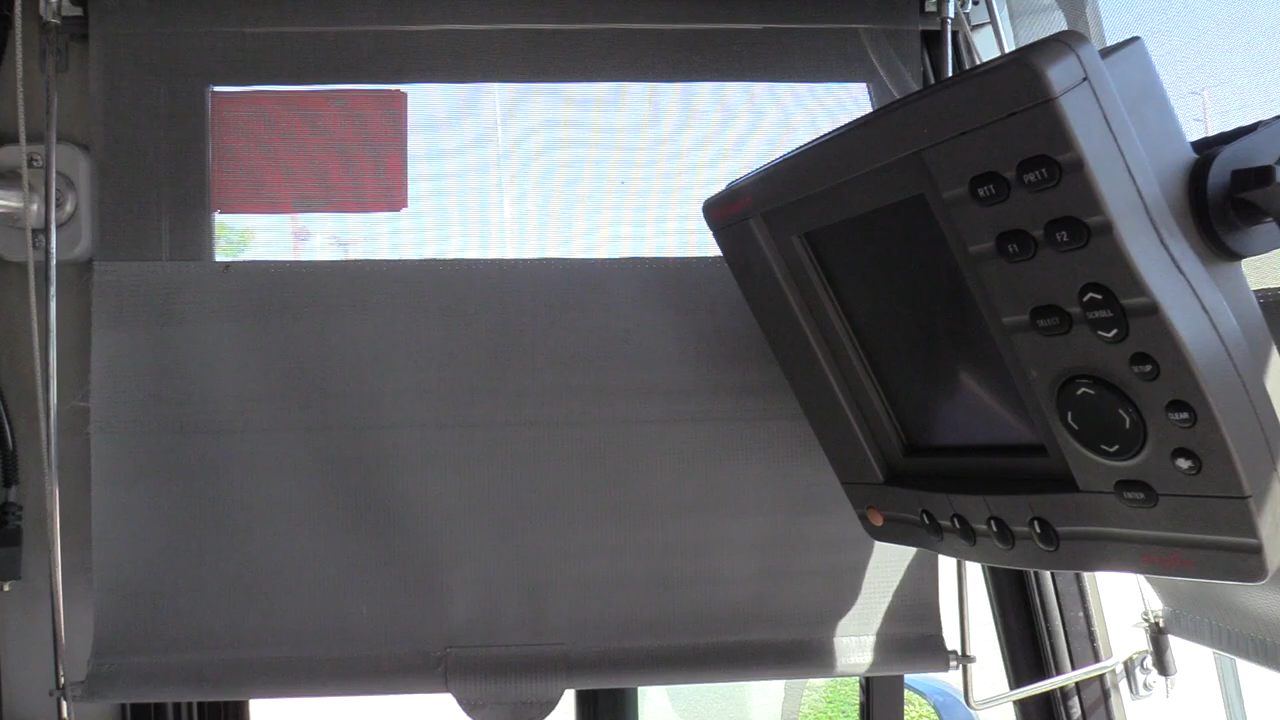 RTT PRTT
F1 F2
SELECT SCROLL
SETUP
CLEAR
ENTER